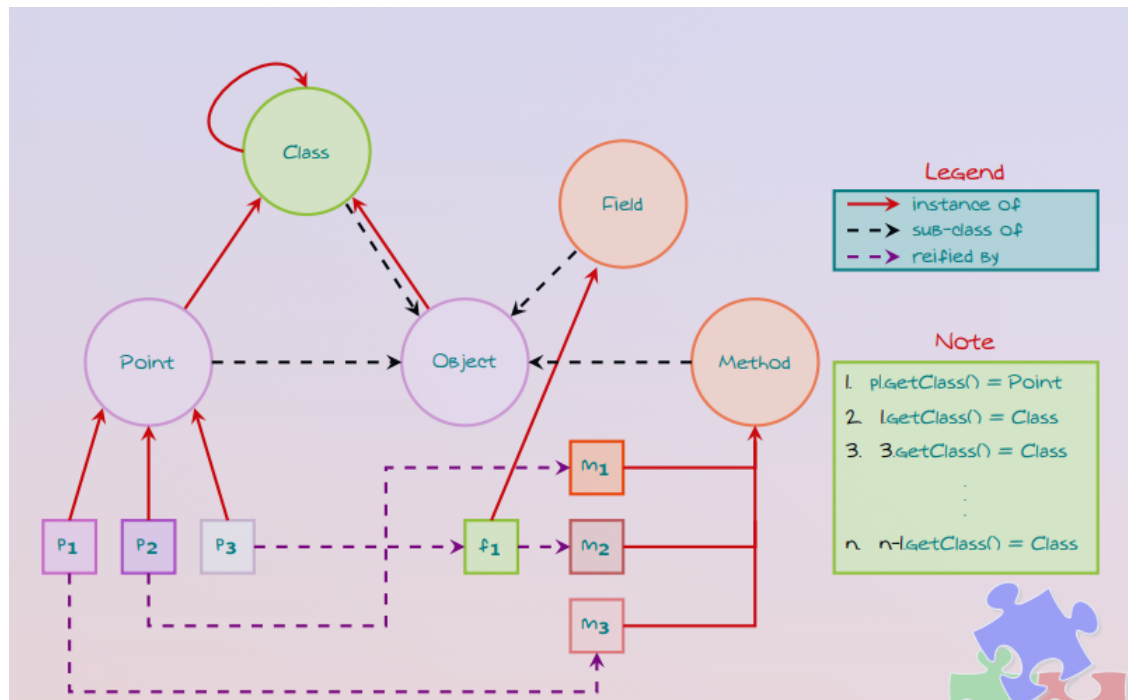 Class
Field
Legend
instance of
sub-class of
reified by
Point
Object
Method
Note
1. p1.getClass() = Point
2. 1.getClass() = Class
3. 3.getClass() = Class
.
.
.
n. n-1.getClass() = Class
m1
p1
p2
p3
f1
m2
m3